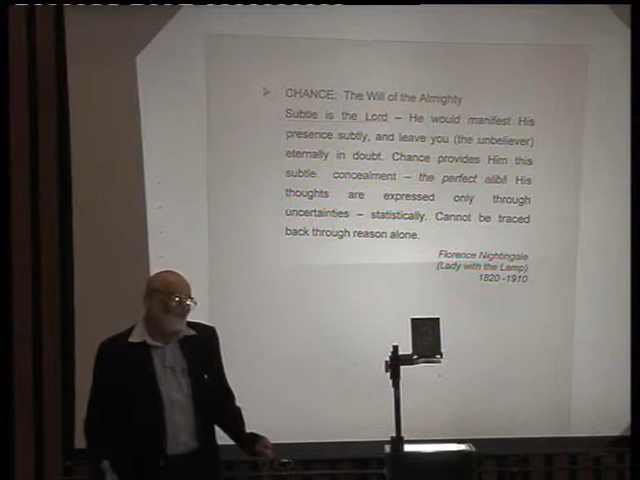 CHANCE: The Will of the Almighty
Subtle is the Lord – He would manifest His
presence subtly, and leave you (the unbeliever)
eternally in doubt. Chance provides Him this
subtle concealment – the perfect alibi! His
thoughts are expressed only through
uncertainties – statistically. Cannot be traced
back through reason alone.
Florence Nightingale
(Lady with the Lamp)
1820 -1910